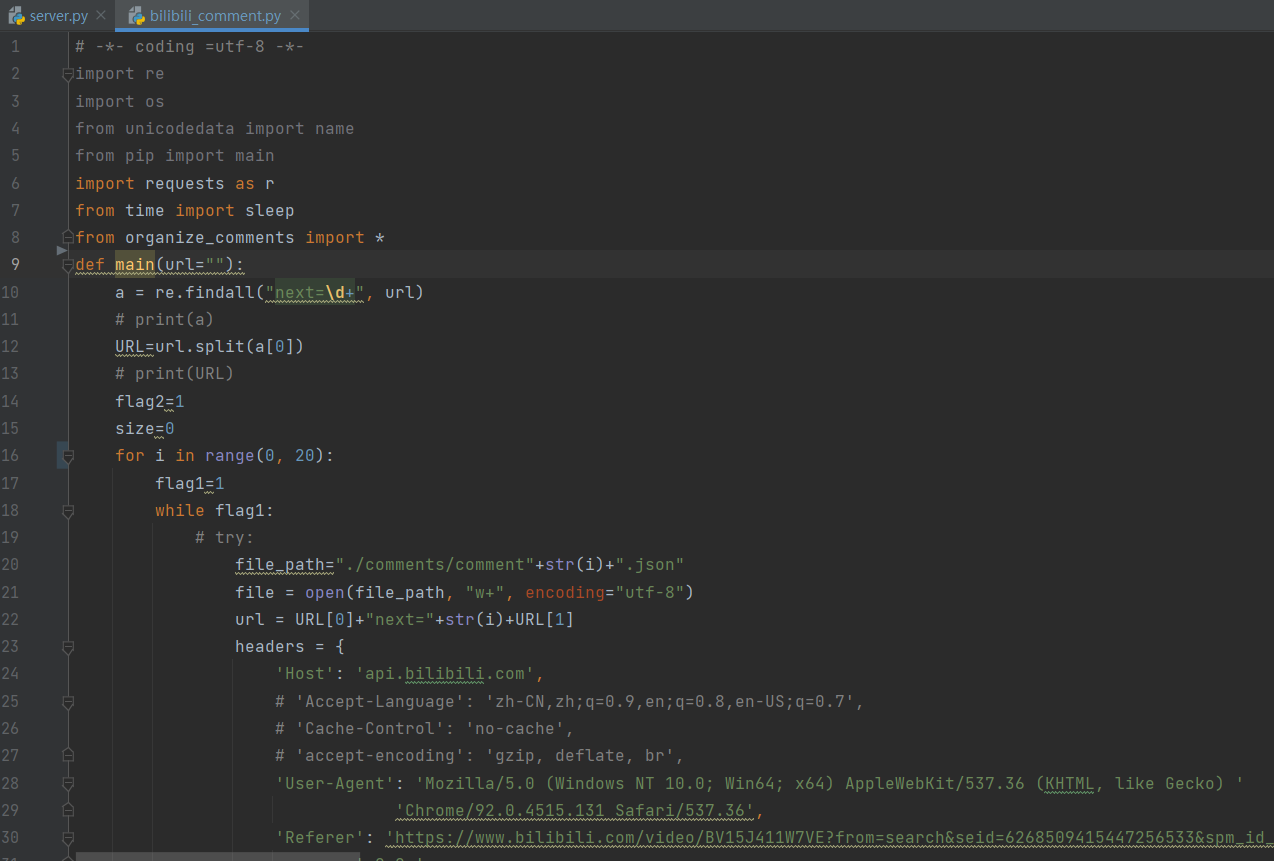 server.py bilibili_comment.py
1 # -*- coding =utf-8 -*-
2 import re
3 import os
4 from unicodedata import name
5 from pip import main
6 import requests as r
7 from time import sleep
8 from organize_comments import *
9 def main(url=""):
10 a = re.findall("next=\d+", url)
11 # print(a)
12 URL=url.split(a[0])
13 # print(URL)
14 flag2=1
15 size=0
16 for i in range(0, 20):
17 flag1=1
18 while flag1:
19 # try:
20 file_path="./comments/comment"+str(i)+".json"
21 file = open(file_path, "w+", encoding="utf-8")
22 url = URL[0]+"next="+str(i)+URL[1]
23 headers = {
24 'Host': 'api.bilibili.com',
25 # 'Accept-Language': 'zh-CN,zh;q=0.9,en;q=0.8,en-US;q=0.7',
26 # 'Cache-Control': 'no-cache',
27 # 'accept-encoding': 'gzip, deflate, br',
28 'User-Agent': 'Mozilla/5.0 (Windows NT 10.0; Win64; x64) AppleWebKit/537.36 (KHTML, like Gecko) '
29 'Chrome/92.0.4515.131 Safari/537.36',
30 'Referer': 'https://www.bilibili.com/video/BV15J411W7VE?from=search&seid=6268509415447256533&spm_id_